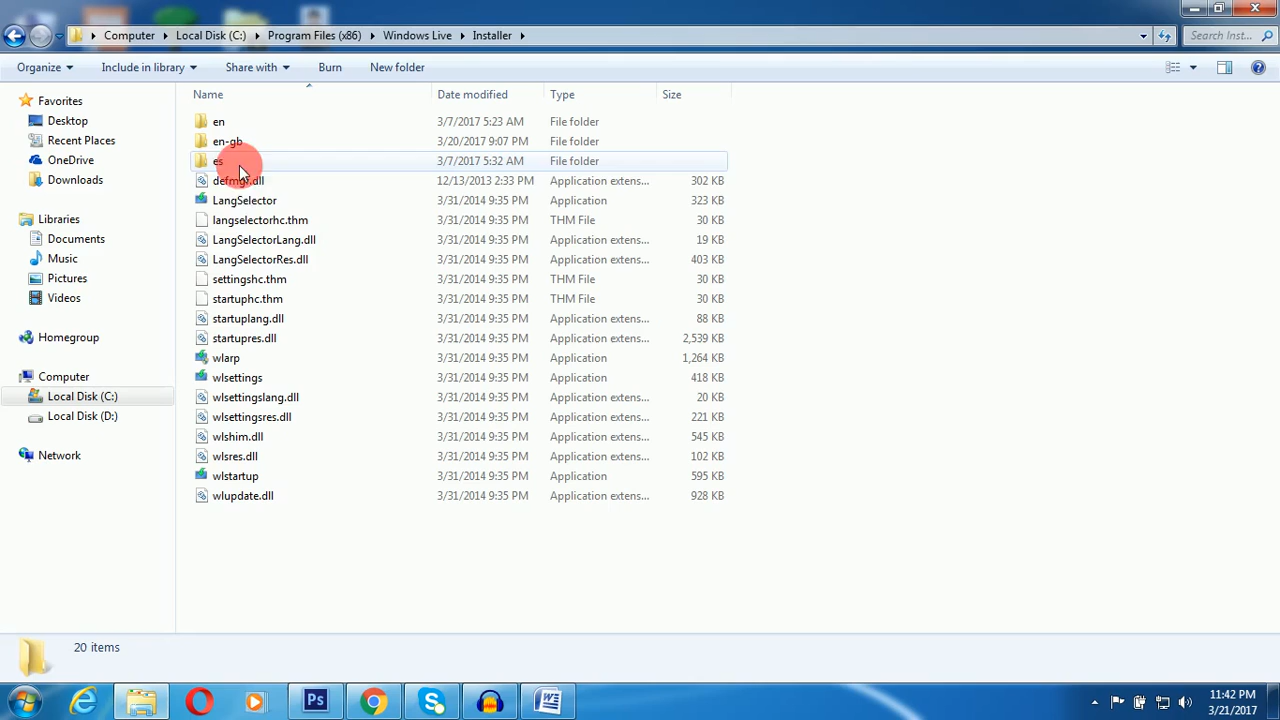 Computer Local Disk (C:) Program Files (x86) Windows Live Installer Search Inst...
Organize Include in library Share with Burn New folder
Name Date modified Type Size
Favorites
Desktop
Recent Places
OneDrive
Downloads
Libraries
Documents
Music
Pictures
Videos
Homegroup
Computer
Local Disk (C:)
Local Disk (D:)
Network
en 3/7/2017 5:23 AM File folder
en-gb 3/20/2017 9:07 PM File folder
es 3/7/2017 5:32 AM File folder
defmgr.dll 12/13/2013 2:33 PM Application extens... 302 KB
LangSelector 3/31/2014 9:35 PM Application 323 KB
langselectorhc.thm 3/31/2014 9:35 PM THM File 30 KB
LangSelectorLang.dll 3/31/2014 9:35 PM Application extens... 19 KB
LangSelectorRes.dll 3/31/2014 9:35 PM Application extens... 403 KB
settingshc.thm 3/31/2014 9:35 PM THM File 30 KB
startuphc.thm 3/31/2014 9:35 PM THM File 30 KB
startuplang.dll 3/31/2014 9:35 PM Application extens... 88 KB
startupres.dll 3/31/2014 9:35 PM Application extens... 2,539 KB
wlarp 3/31/2014 9:35 PM Application 1,264 KB
wlsettings 3/31/2014 9:35 PM Application 418 KB
wlsettingslang.dll 3/31/2014 9:35 PM Application extens... 20 KB
wlsettingsres.dll 3/31/2014 9:35 PM Application extens... 221 KB
wlshim.dll 3/31/2014 9:35 PM Application extens... 545 KB
wlsres.dll 3/31/2014 9:35 PM Application extens... 102 KB
wlstartup 3/31/2014 9:35 PM Application 595 KB
wlupdate.dll 3/31/2014 9:35 PM Application extens... 928 KB
20 items
Ps
11:42 PM
3/21/2017